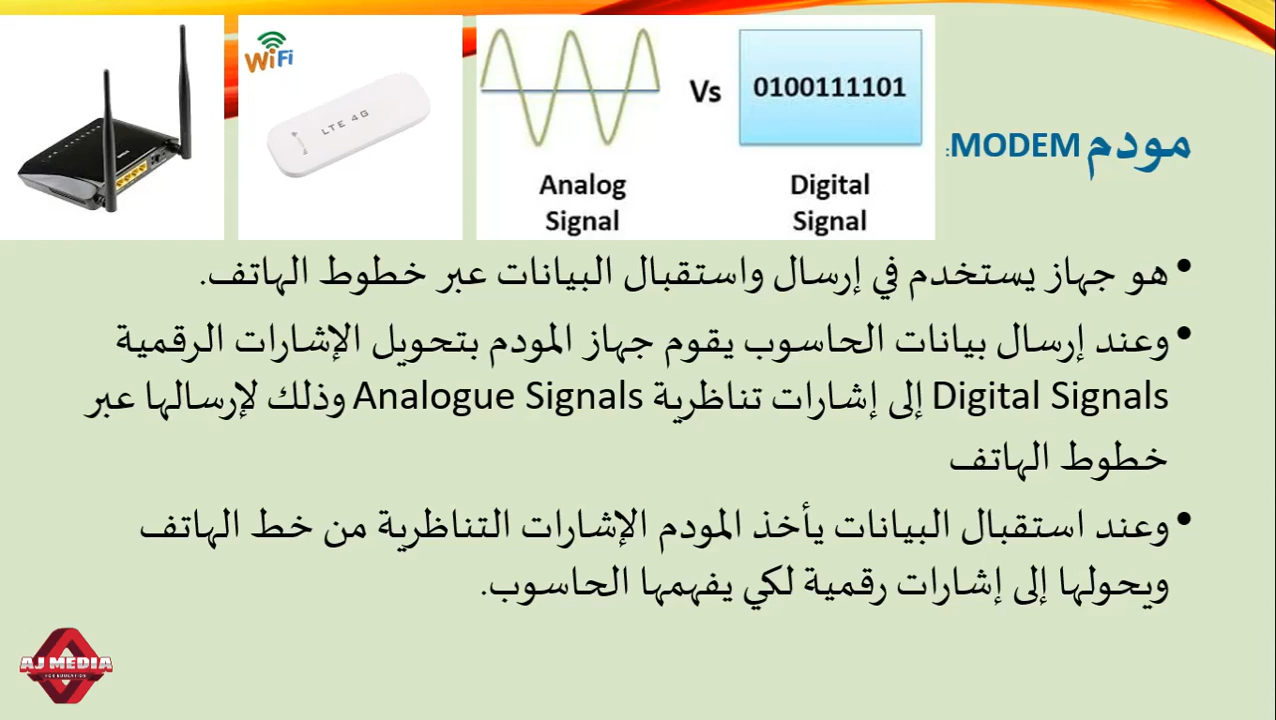 WiFi
LTE 4G
Vs
0100111101
Analog
Signal
Digital
Signal
مودم MODEM:
• هو جهاز يستخدم في إرسال واستقبال البيانات عبر خطوط الهاتف.
• وعند إرسال بيانات الحاسوب يقوم جهاز المودم بتحويل الإشارات الرقمية
Digital Signals إلى إشارات تناظرية Analogue Signals وذلك لإرسالها عبر
خطوط الهاتف
• وعند استقبال البيانات يأخذ المودم الإشارات التناظرية من خط الهاتف
ويحولها إلى إشارات رقمية لكي يفهمها الحاسوب.
AJ MEDIA
FOR EDUCATION